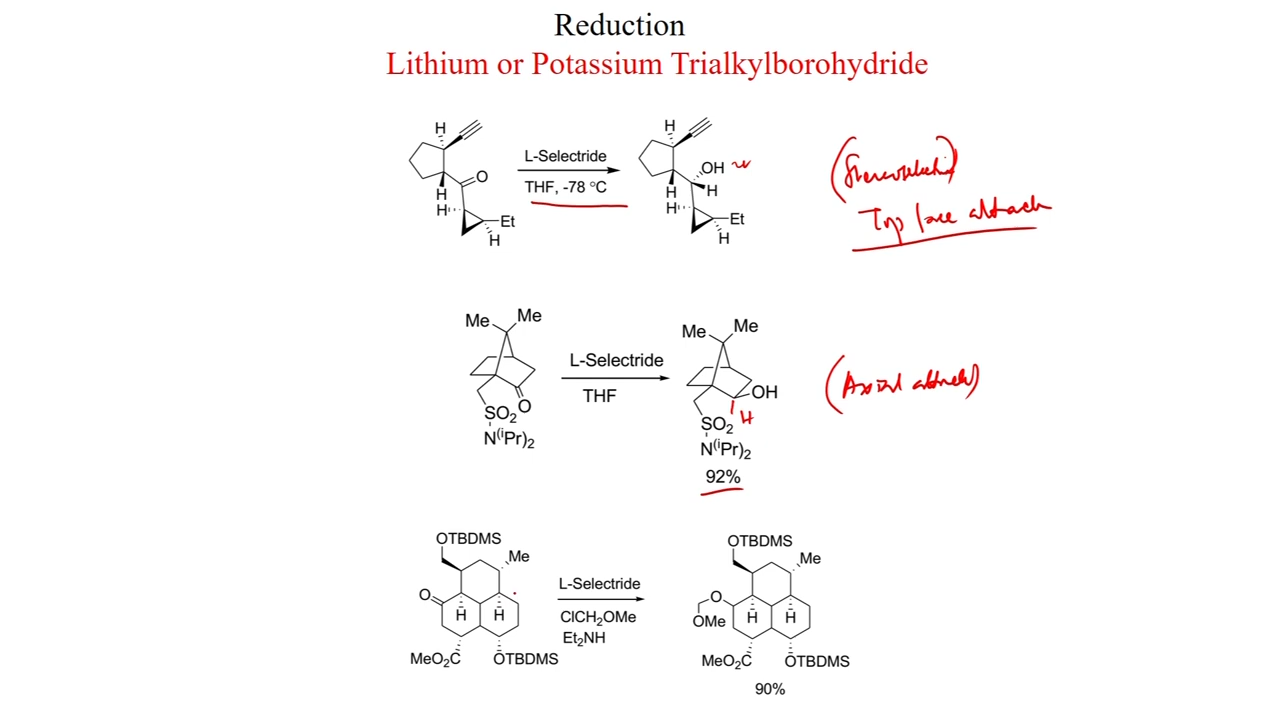 Reduction
Lithium or Potassium Trialkylborohydride
H
O
H
H
Et
H
L-Selectride
THF, -78 °C
H
OH
H
H
H
Et
H
Top face attack
Me
Me
O
SO2
N(iPr)2
L-Selectride
THF
Me
Me
OH
H
SO2
N(iPr)2
92%
(Axial attack)
OTBDMS
Me
O
H
H
MeO2C
OTBDMS
L-Selectride
ClCH2OMe
Et2NH
OTBDMS
Me
O
OMe
H
H
MeO2C
OTBDMS
90%